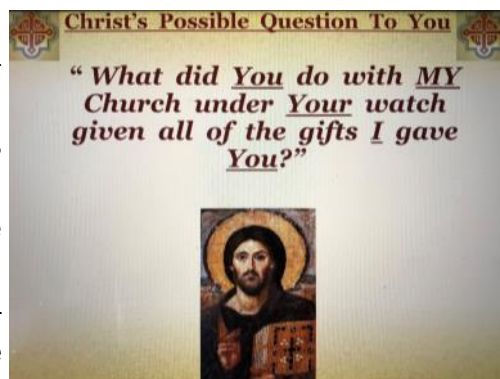 Christ's Possible Question To You
“ What did You do with MY
Church under Your watch
given all of the gifts I gave
You?”